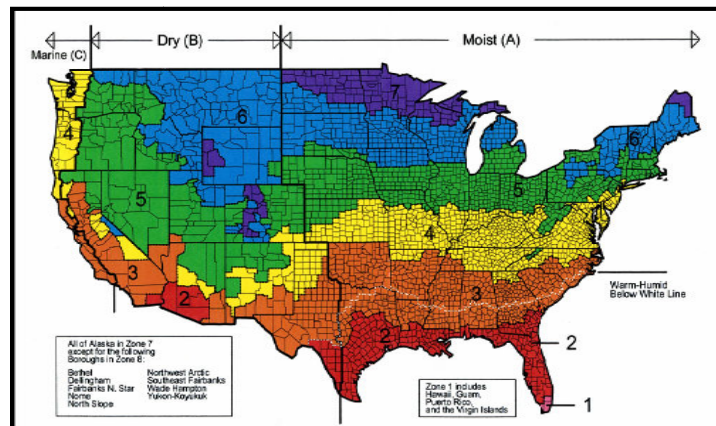 Marine (C)
Dry (B)
Moist (A)
7
6
6
4
5
5
4
3
3
2
2
Warm-Humid
Below White Line
2
1
All of Alaska in Zone 7
except for the following
Boroughs in Zone 8:
Bethel Northwest Arctic
Dellingham Southeast Fairbanks
Fairbanks N. Star Wade Hampton
Nome Yukon-Koyukuk
North Slope
Zone 1 includes
Hawaii, Guam,
Puerto Rico,
and the Virgin Islands